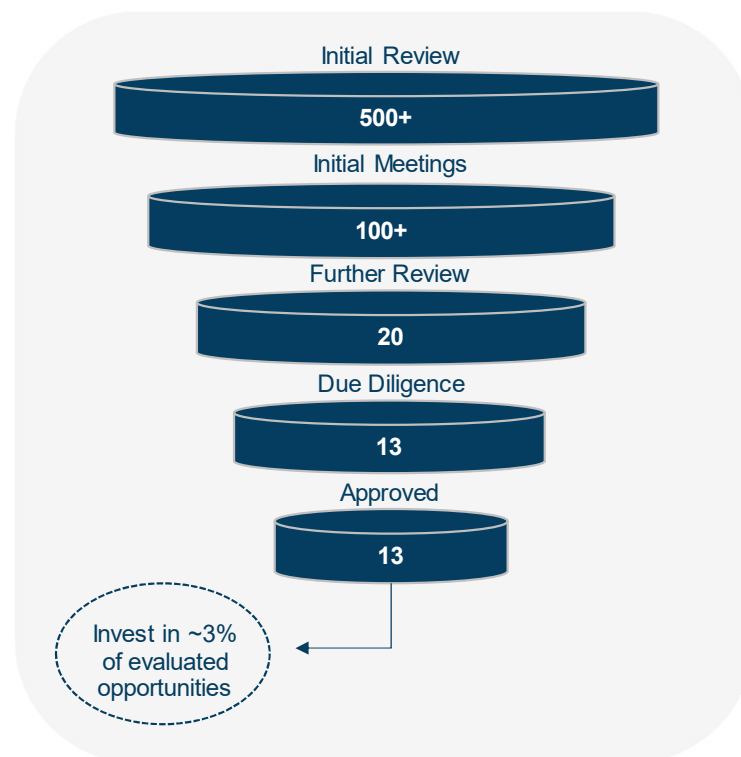 Initial Review
500+
Initial Meetings
100+
Further Review
20
Due Diligence
13
Approved
13
Invest in ~3%
of evaluated
opportunities